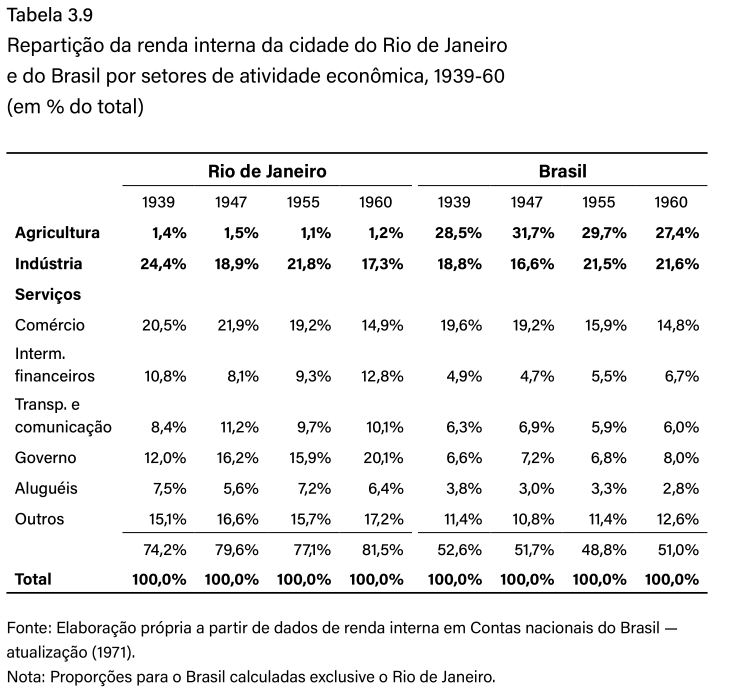 Tabela 3.9
Repartição da renda interna da cidade do Rio de Janeiro
e do Brasil por setores de atividade econômica, 1939-60
(em % do total)
Rio de Janeiro Brasil
1939 1947 1955 1960 1939 1947 1955 1960
Agricultura 1,4% 1,5% 1,1% 1,2% 28,5% 31,7% 29,7% 27,4%
Indústria 24,4% 18,9% 21,8% 17,3% 18,8% 16,6% 21,5% 21,6%
Serviços
Comércio 20,5% 21,9% 19,2% 14,9% 19,6% 19,2% 15,9% 14,8%
Interm.
financeiros 10,8% 8,1% 9,3% 12,8% 4,9% 4,7% 5,5% 6,7%
Transp. e
comunicação 8,4% 11,2% 9,7% 10,1% 6,3% 6,9% 5,9% 6,0%
Governo 12,0% 16,2% 15,9% 20,1% 6,6% 7,2% 6,8% 8,0%
Aluguéis 7,5% 5,6% 7,2% 6,4% 3,8% 3,0% 3,3% 2,8%
Outros 15,1% 16,6% 15,7% 17,2% 11,4% 10,8% 11,4% 12,6%
74,2% 79,6% 77,1% 81,5% 52,6% 51,7% 48,8% 51,0%
Total 100,0% 100,0% 100,0% 100,0% 100,0% 100,0% 100,0% 100,0%
Fonte: Elaboração própria a partir de dados de renda interna em Contas nacionais do Brasil —
atualização (1971).
Nota: Proporções para o Brasil calculadas exclusive o Rio de Janeiro.